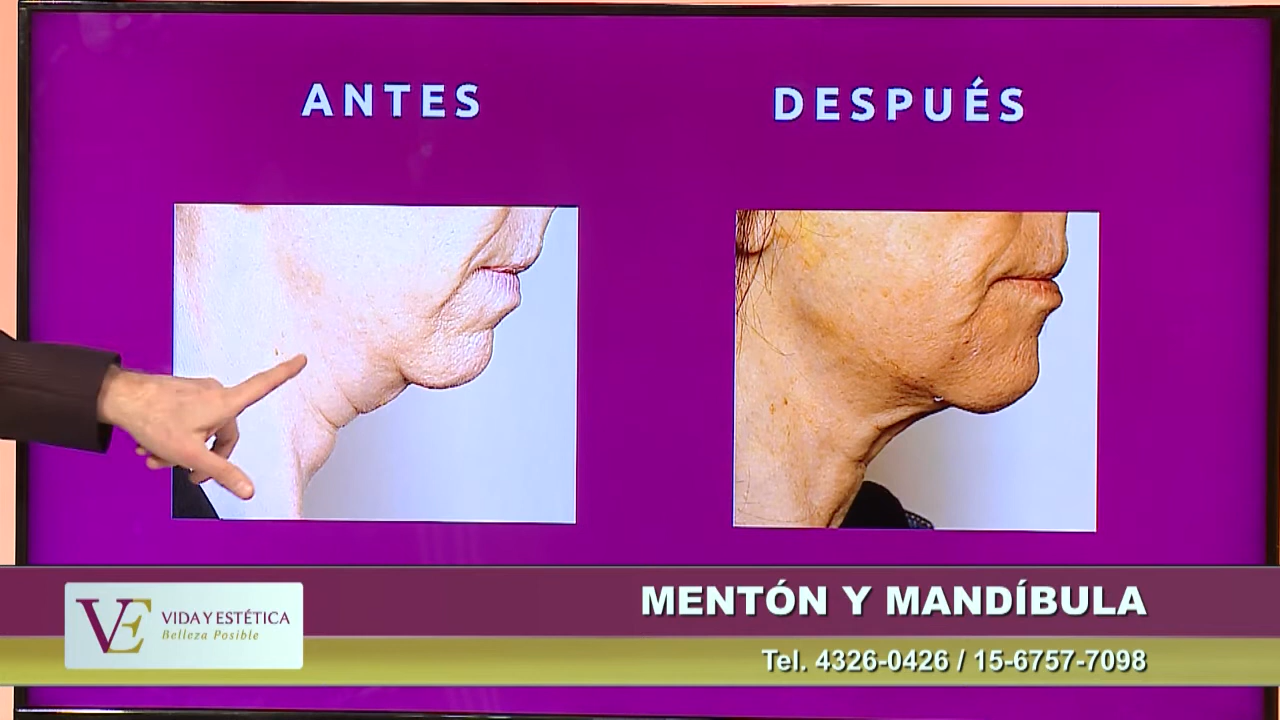 ANTES
DESPUÉS
VE
VIDA Y ESTÉTICA
Belleza Posible
MENTÓN Y MANDÍBULA
Tel. 4326-0426 / 15-6757-7098